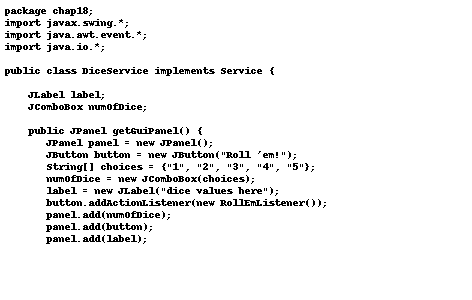 package chap18;
import javax.swing.*;
import java.awt.event.*;
import java.io.*;
public class DiceService implements Service {
JLabel label;
JComboBox numOfDice;
public JPanel getGuiPanel() {
JPanel panel = new JPanel();
JButton button = new JButton("Roll 'em!");
String[] choices = {"1", "2", "3", "4", "5"};
numOfDice = new JComboBox(choices);
label = new JLabel("dice values here");
button.addActionListener(new RollEmListener());
panel.add(numOfDice);
panel.add(button);
panel.add(label);